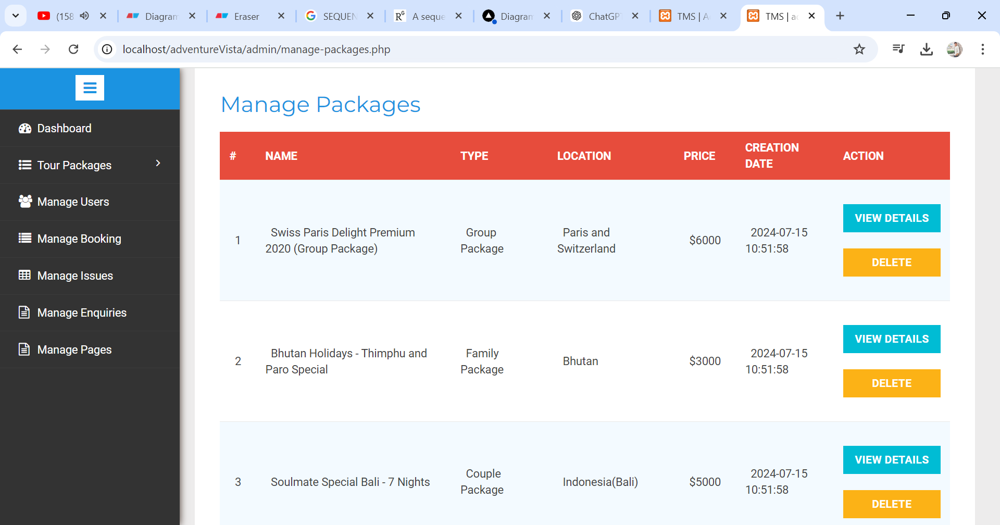 (158
Diagram
Eraser
SEQUEN
RG
A seque
Diagram
ChatGPT
TMS | A
TMS | ad
localhost/adventureVista/admin/manage-packages.php
Dashboard
Tour Packages
Manage Users
Manage Booking
Manage Issues
Manage Enquiries
Manage Pages
Manage Packages
# NAME TYPE LOCATION PRICE CREATION DATE ACTION
1 Swiss Paris Delight Premium 2020 (Group Package) Group Package Paris and Switzerland $6000 2024-07-15 10:51:58 VIEW DETAILS
DELETE
2 Bhutan Holidays - Thimphu and Paro Special Family Package Bhutan $3000 2024-07-15 10:51:58 VIEW DETAILS
DELETE
3 Soulmate Special Bali - 7 Nights Couple Package Indonesia(Bali) $5000 2024-07-15 10:51:58 VIEW DETAILS
DELETE